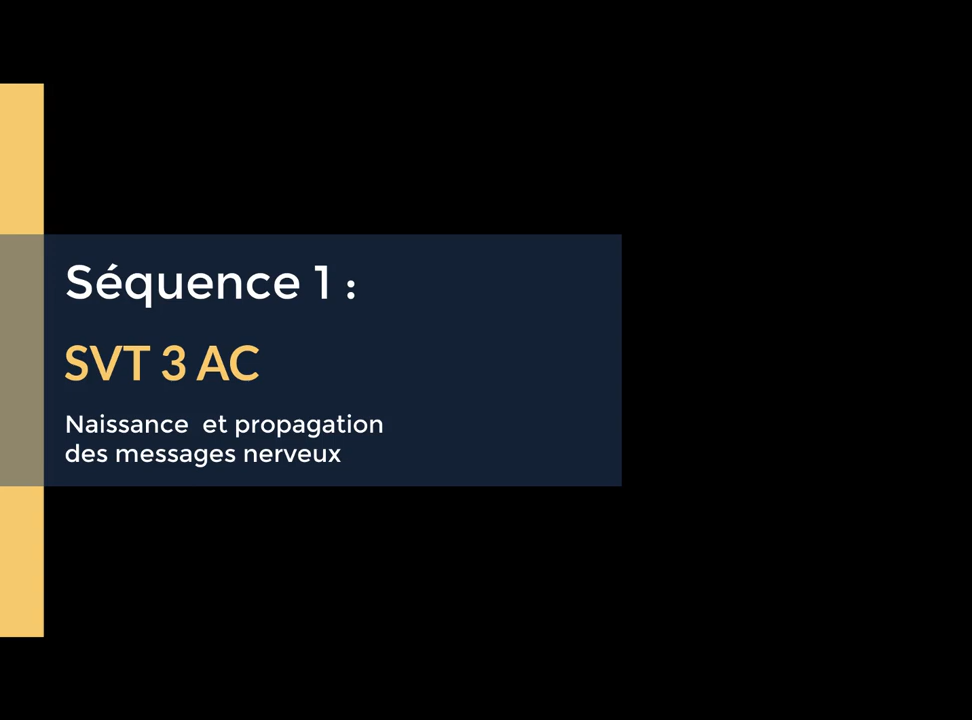 Séquence 1 :
SVT 3 AC
Naissance et propagation
des messages nerveux